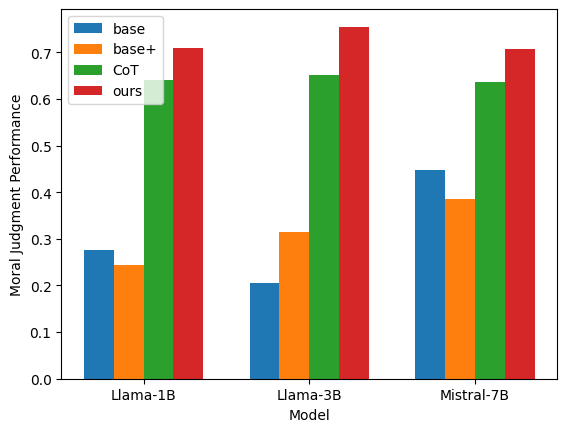 base
base+
CoT
ours
Moral Judgment Performance
0.7
0.6
0.5
0.4
0.3
0.2
0.1
0.0
Llama-1B
Llama-3B
Mistral-7B
Model